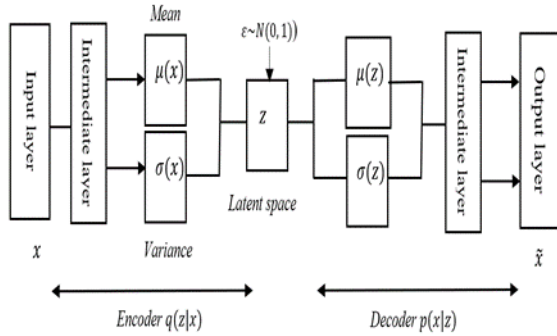 Mean
ε~N(0,1))
Input layer
Intermediate layer
μ(x)
σ(x)
z
μ(z)
σ(z)
Intermediate layer
Output layer
Latent space
x
Variance
x̃
Encoder q(z|x)
Decoder p(x|z)